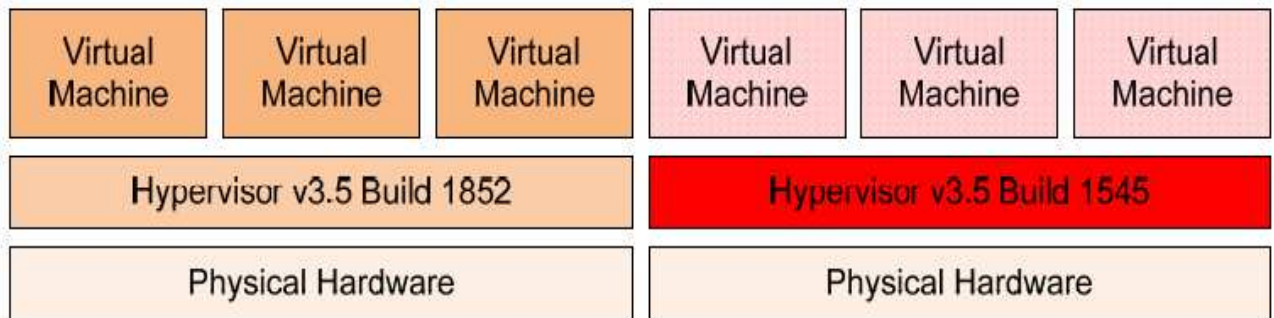 Virtual
Machine
Virtual
Machine
Virtual
Machine
Virtual
Machine
Virtual
Machine
Virtual
Machine
Hypervisor v3.5 Build 1852
Hypervisor v3.5 Build 1545
Physical Hardware
Physical Hardware